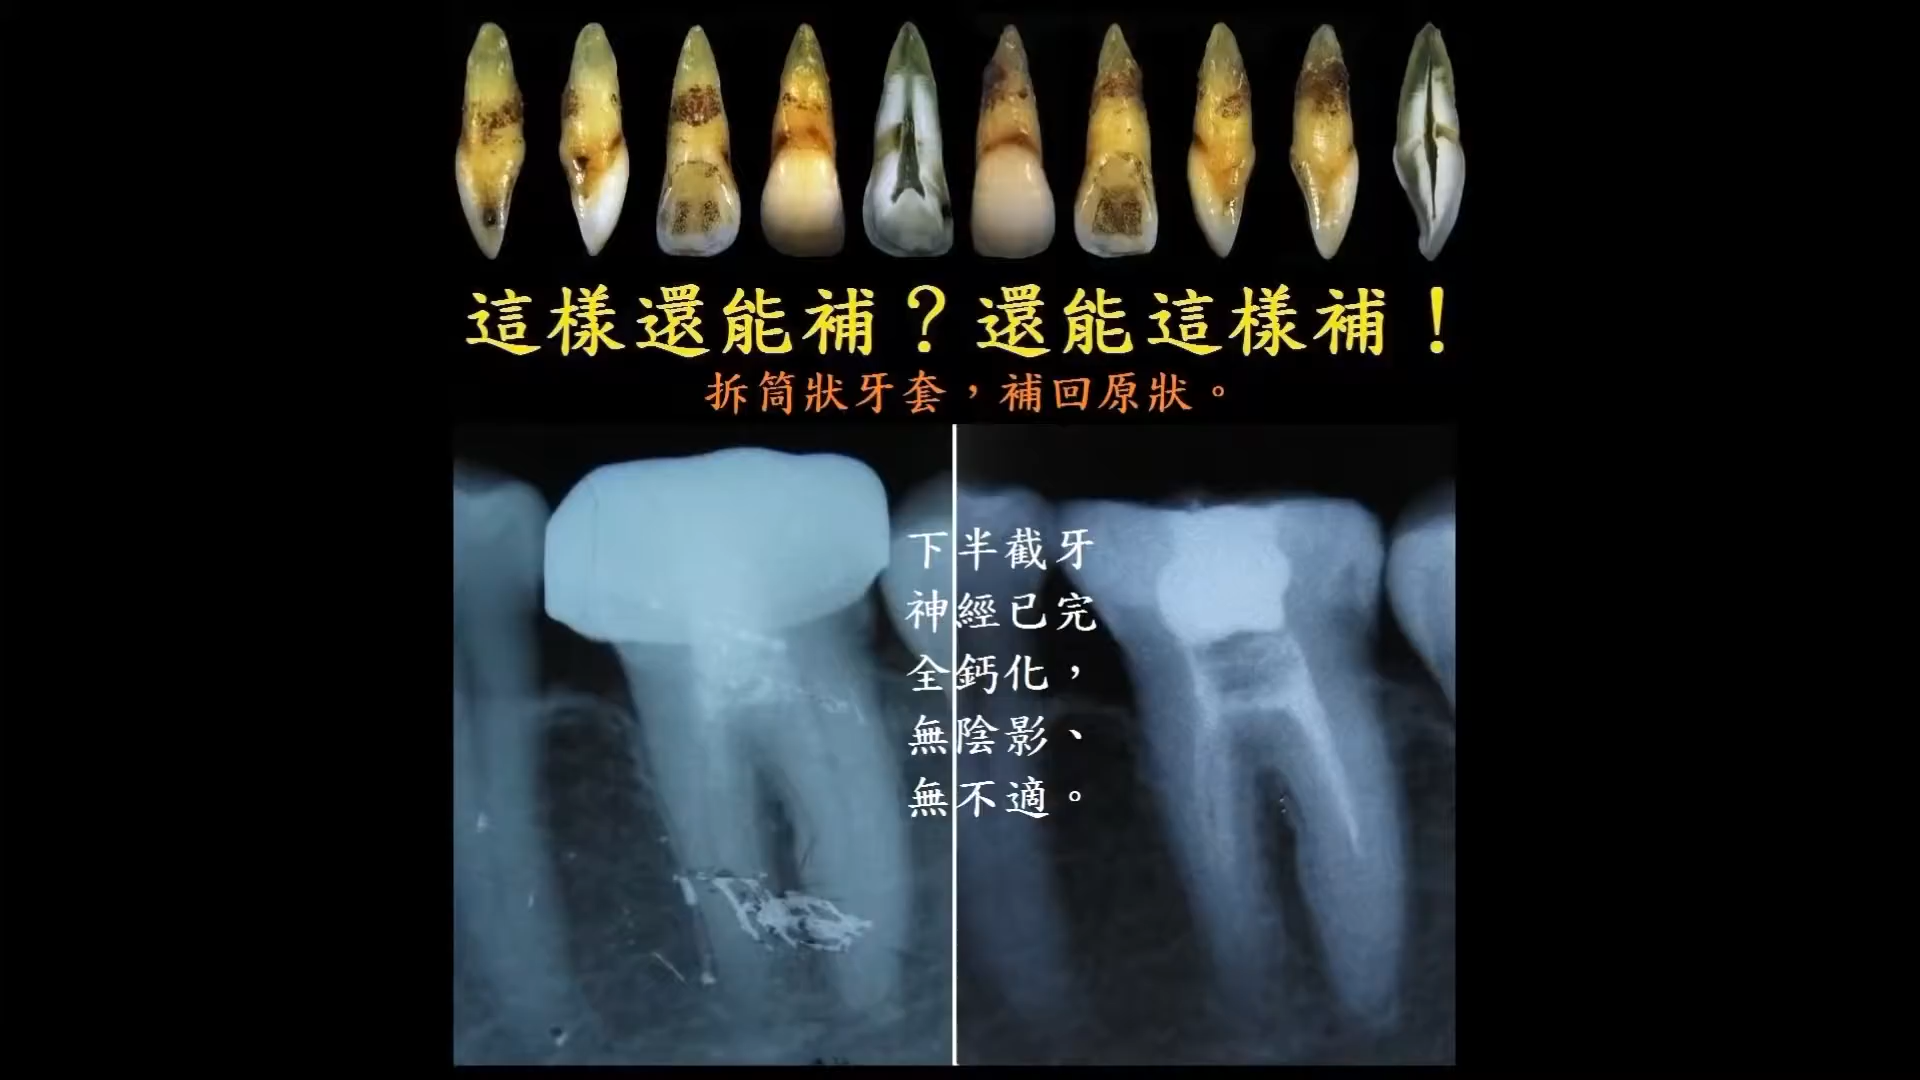 這樣還能補？還能這樣補！
拆筒狀牙套，補回原狀。
下半截牙
神經已完
全鈣化，
無陰影、
無不適。